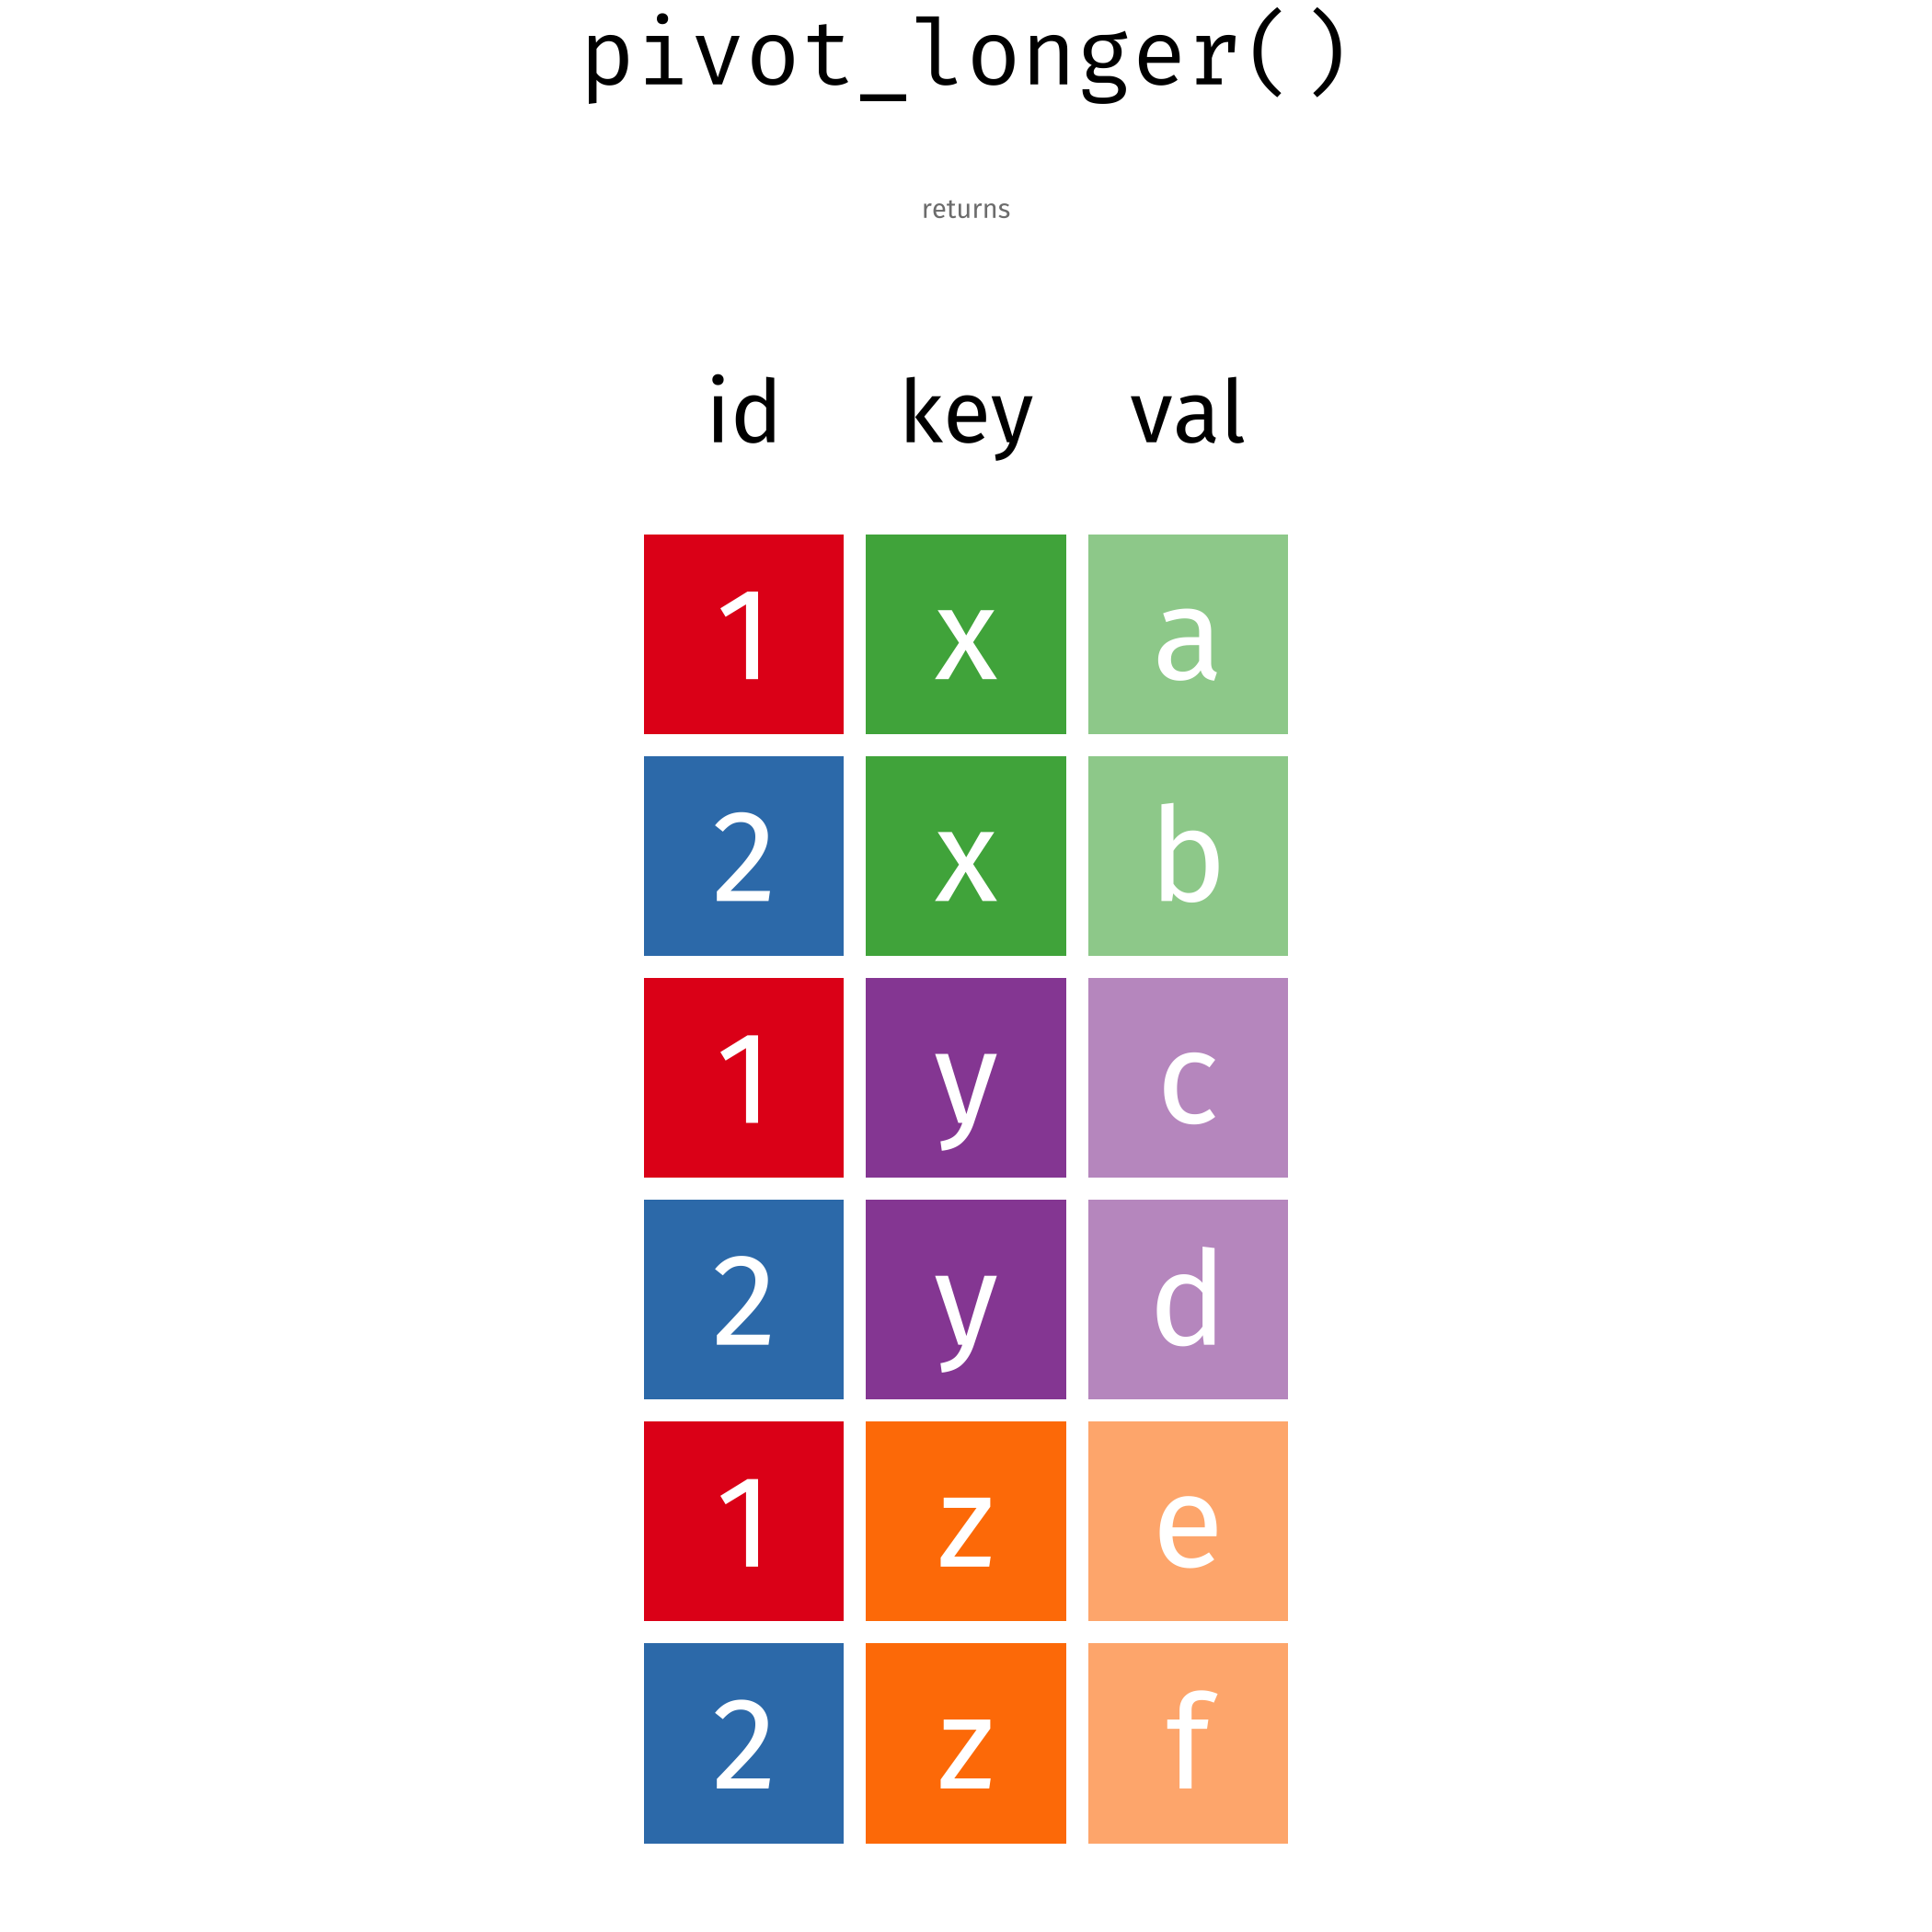 pivot_longer()
returns
id key val
1 x a
2 x b
1 y c
2 y d
1 z e
2 z f